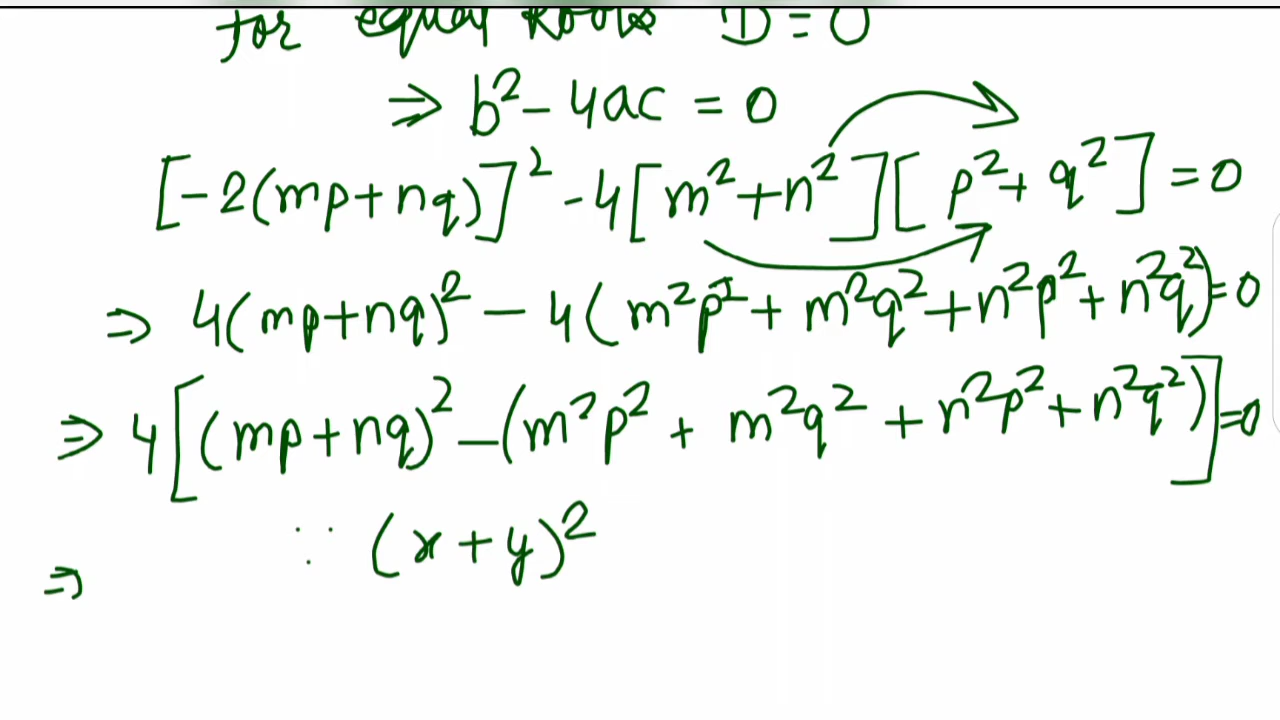 for equal roots D = 0
⇒ b² - 4ac = 0
[-2(mp+nq)]² - 4[m²+n²][p²+q²] = 0
⇒ 4(mp+nq)² - 4(m²p² + m²q² + n²p² + n²q²) = 0
⇒ 4[(mp+nq)² - (m²p² + m²q² + n²p² + n²q²)] = 0
∵ (x+y)²
⇒